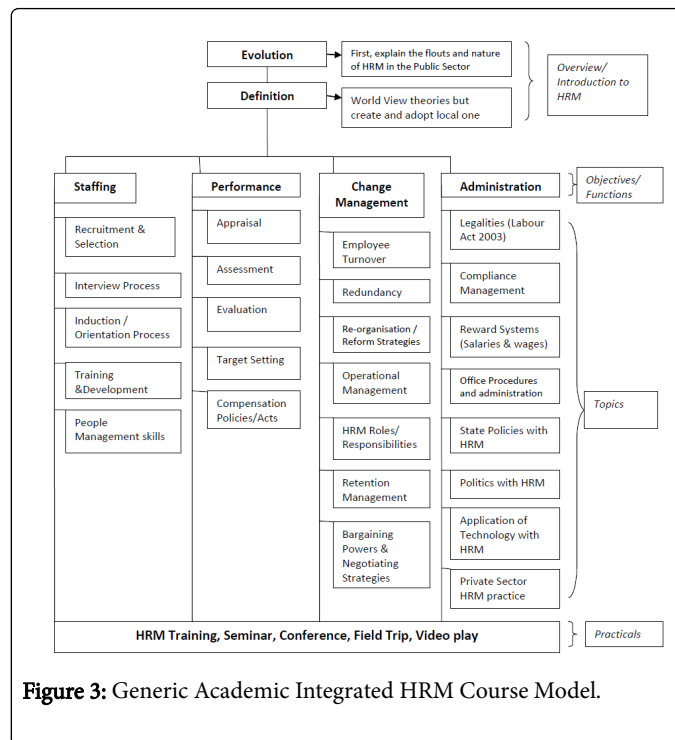 Evolution
First, explain the flouts and nature
of HRM in the Public Sector
Overview/
Introduction to
HRM
Definition
World View theories but
create and adopt local one
Staffing
Performance
Change
Management
Administration
Objectives/
Functions
Recruitment &
Selection
Interview Process
Induction /
Orientation Process
Training
&Development
People
Management skills
Appraisal
Assessment
Evaluation
Target Setting
Compensation
Policies/Acts
Employee
Turnover
Redundancy
Re-organisation /
Reform Strategies
Operational
Management
HRM Roles/
Responsibilities
Retention
Management
Bargaining
Powers &
Negotiating
Strategies
Legalities (Labour
Act 2003)
Compliance
Management
Reward Systems
(Salaries & wages)
Office Procedures
and administration
State Policies with
HRM
Politics with HRM
Application of
Technology with
HRM
Private Sector
HRM practice
Topics
HRM Training, Seminar, Conference, Field Trip, Video play
Practicals
Figure 3: Generic Academic Integrated HRM Course Model.